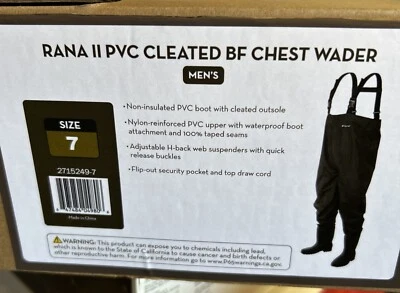 RANA II PVC CLEATED BF CHEST WADER
MEN'S
SIZE
7
2715249-7
Made in China
•Non-insulated PVC boot with cleated outsole
•Nylon-reinforced PVC upper with waterproof boot
attachment and 100% taped seams
•Adjustable H-back web suspenders with quick
release buckles
•Flip-out security pocket and top draw cord
WARNING: This product can expose you to chemicals including lead,
which is known to the State of California to cause cancer and birth defects or
other reproductive harm. For more information go to www.P65warnings.ca.gov.